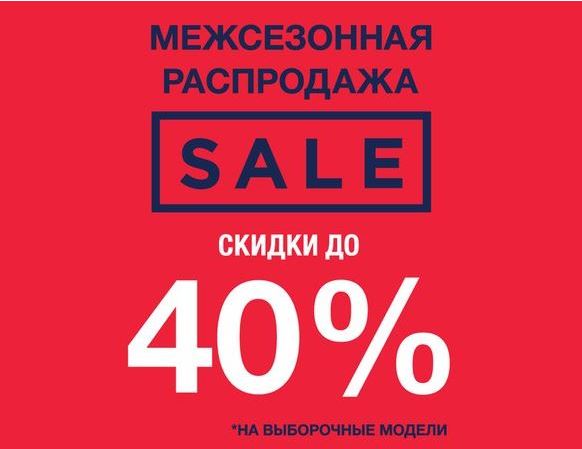 МЕЖСЕЗОННАЯ
РАСПРОДАЖА
SALE
СКИДКИ ДО
40%
*НА ВЫБОРОЧНЫЕ МОДЕЛИ